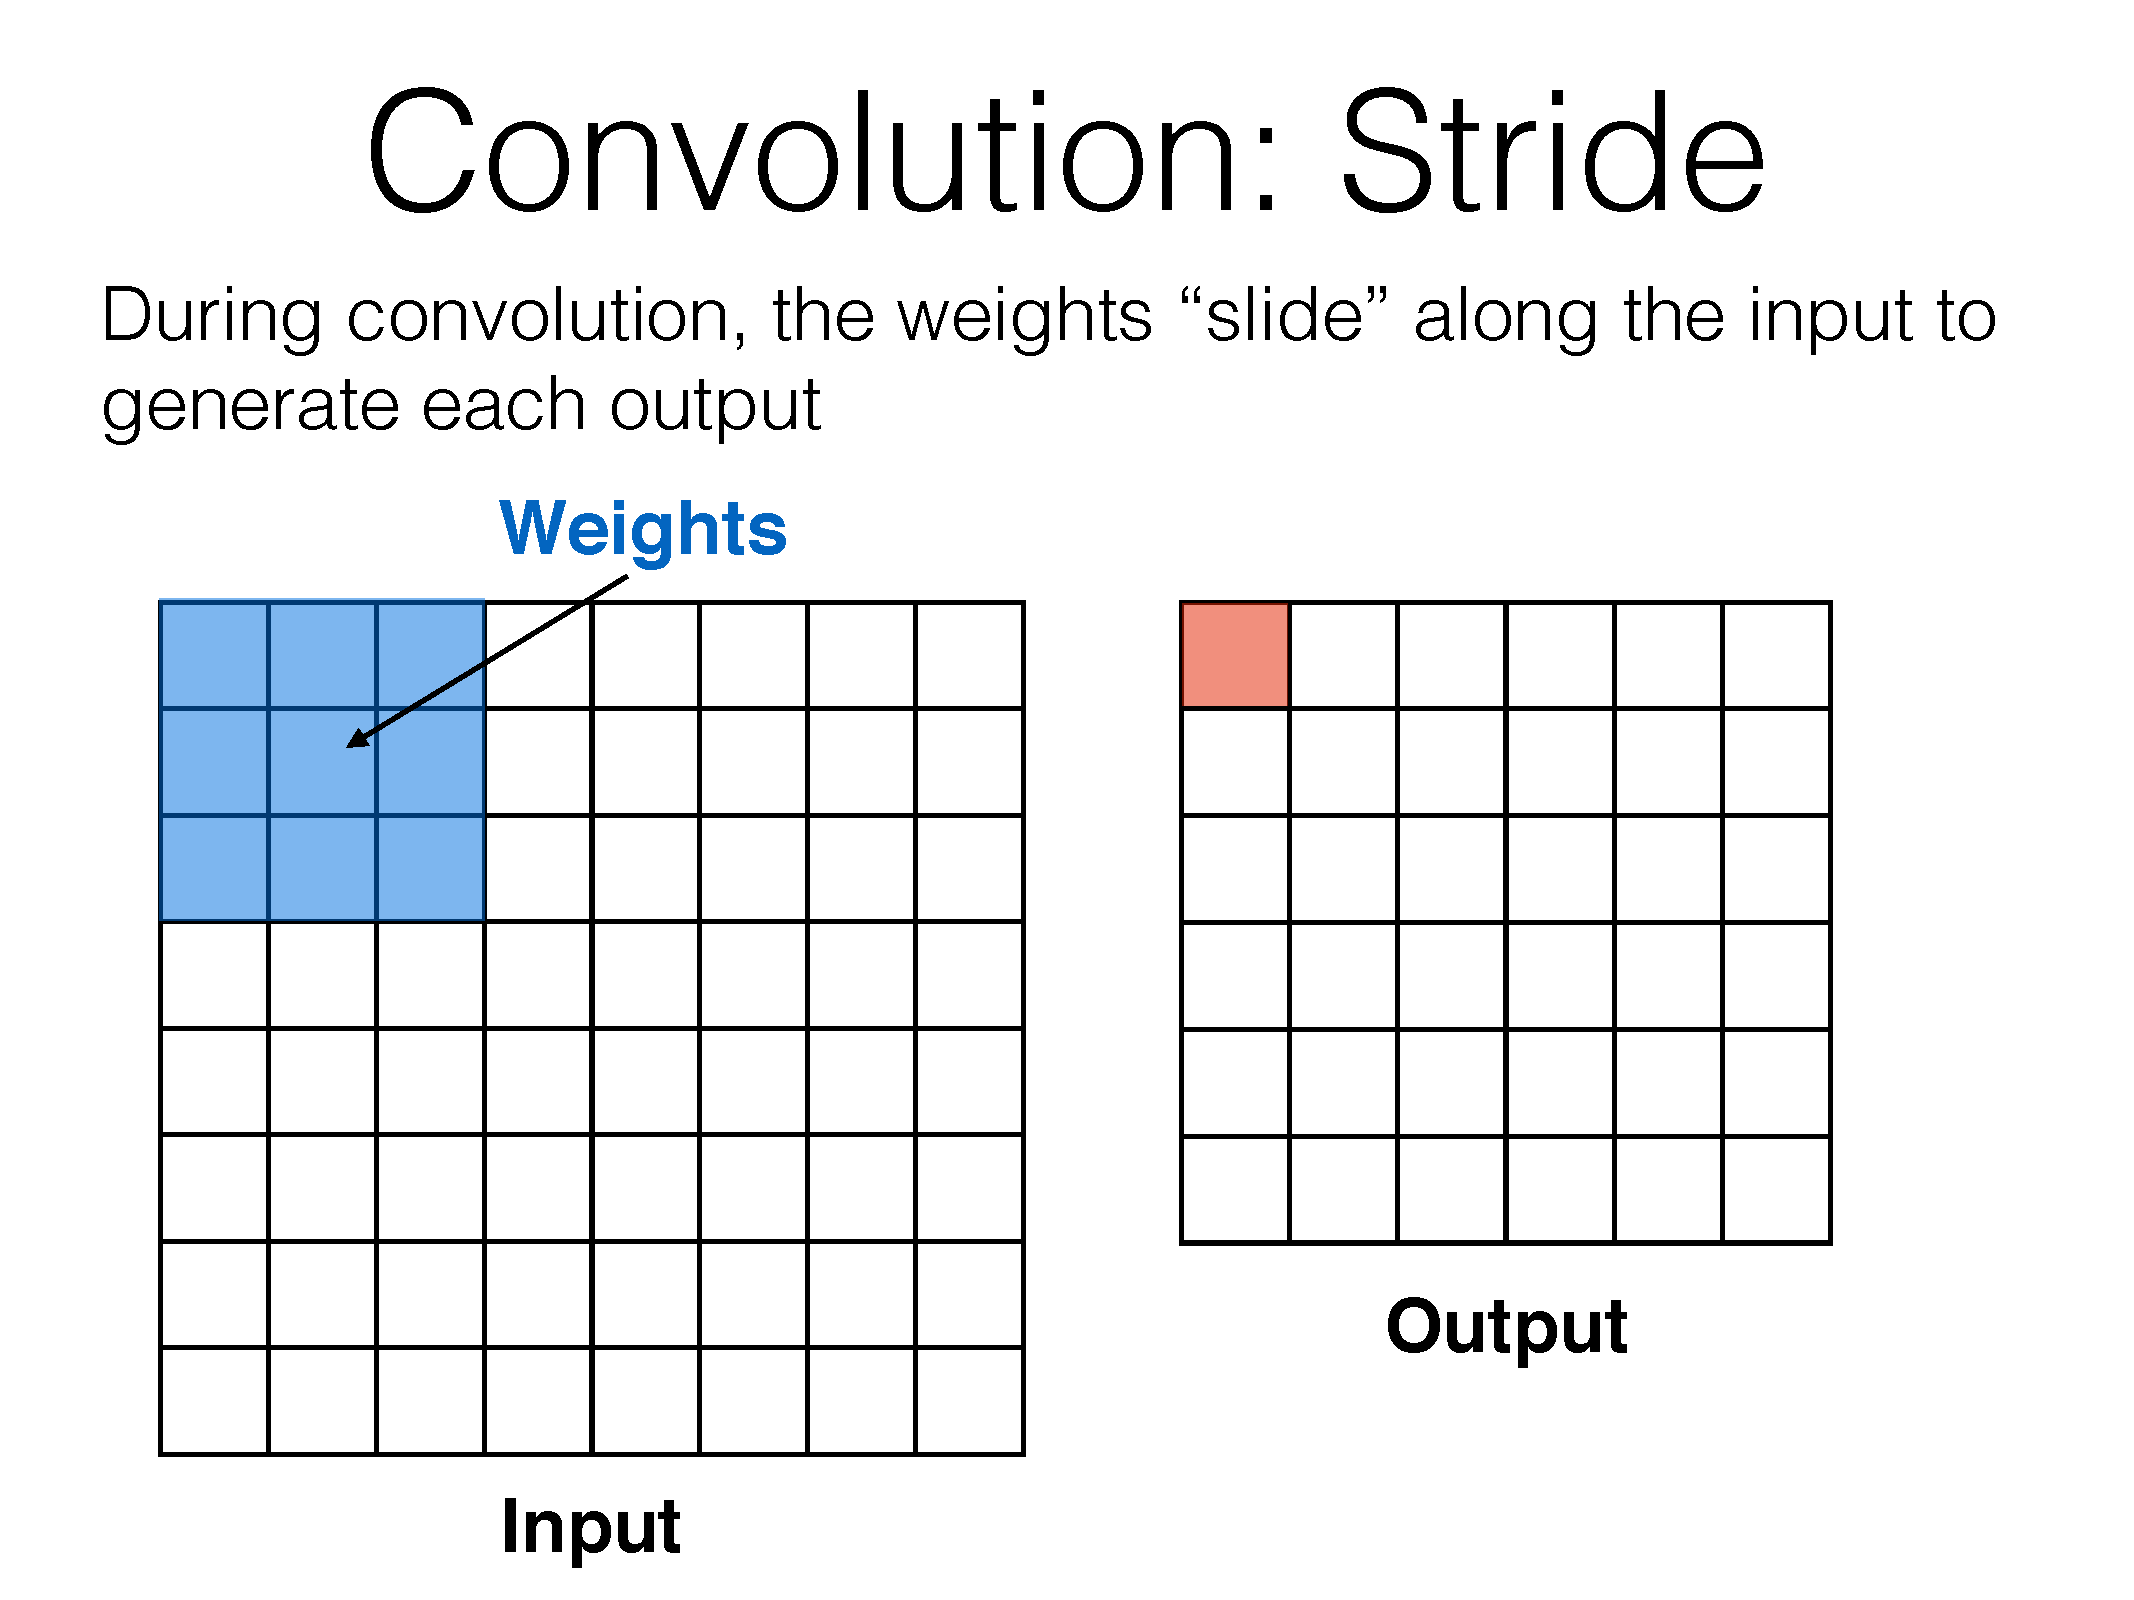 Convolution: Stride
During convolution, the weights “slide” along the input to
generate each output
Weights
Output
Input